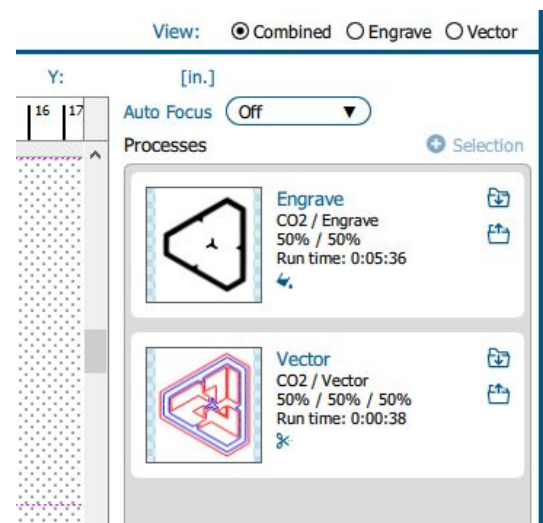 View: Combined Engrave Vector
Y: [in.]
16 17
Auto Focus Off
Processes Selection
Engrave
CO2 / Engrave
50% / 50%
Run time: 0:05:36
Vector
CO2 / Vector
50% / 50% / 50%
Run time: 0:00:38